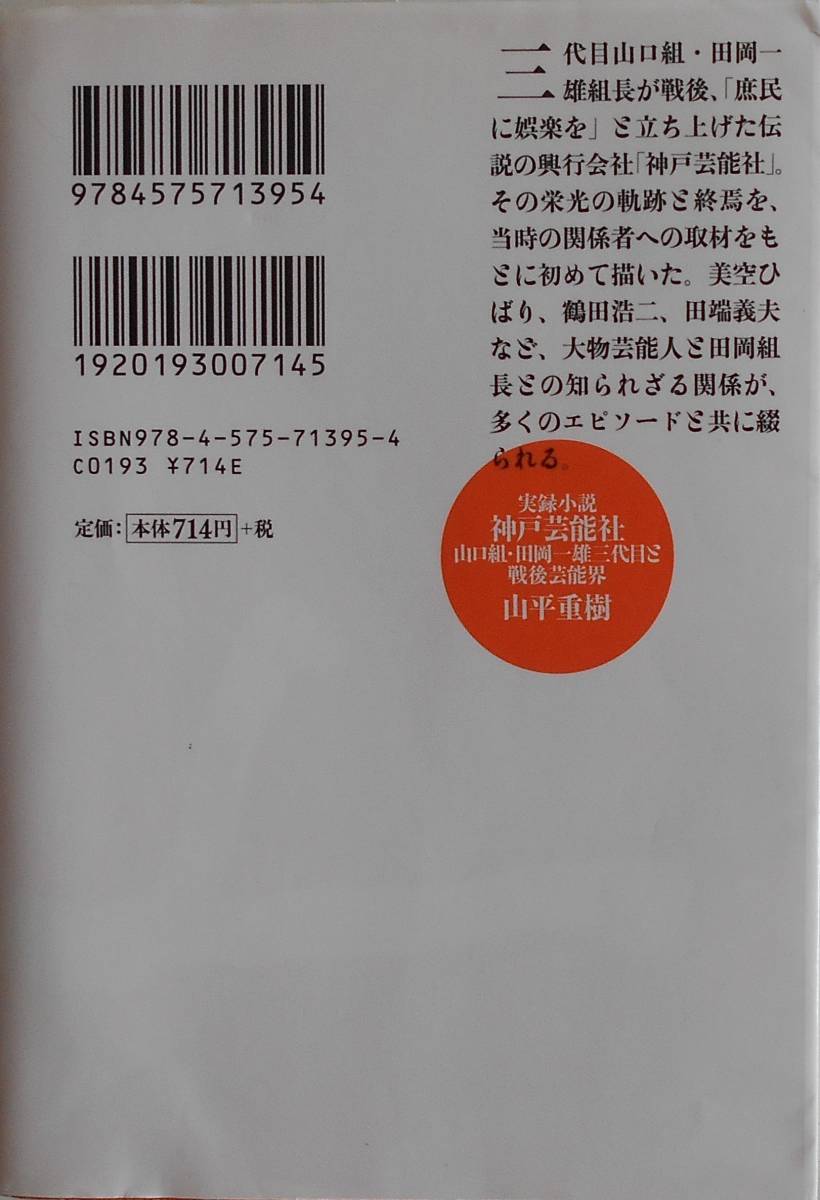 9784575713954
1920193007145
ISBN978-4-575-71395-4
C0193 ¥714E
定価：本体714円+税
三代目山口組・田岡一
雄組長が戦後、「庶民
に娯楽を」と立ち上げた伝
説の興行会社「神戸芸能社」。
その栄光の軌跡と終焉を、
当時の関係者への取材をも
とに初めて描いた。美空ひ
ばり、鶴田浩二、田端義夫
など、大物芸能人と田岡組
長との知られざる関係が、
多くのエピソードと共に綴
られる。
実録小説
神戸芸能社
山口組・田岡一雄三代目と
戦後芸能界
山平重樹